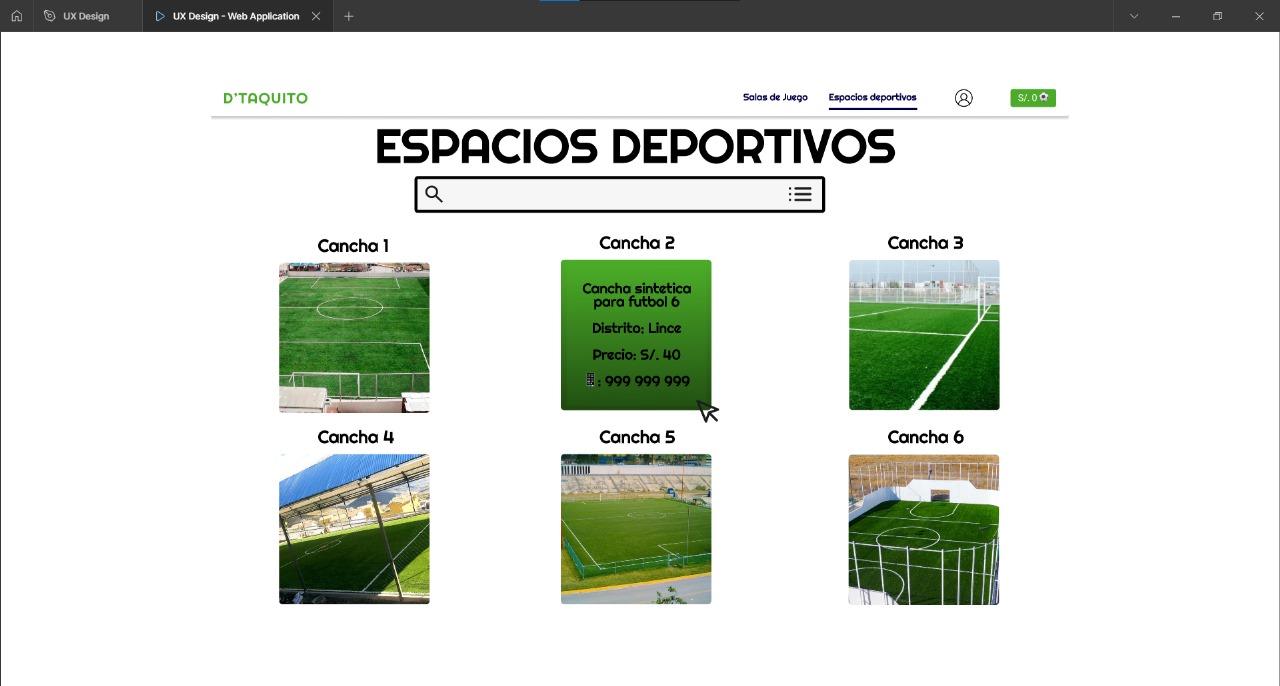 UX Design
UX Design - Web Application
D'TAQUITO
Salas de Juego
Espacios deportivos
S/. 0
ESPACIOS DEPORTIVOS
Cancha 1
Cancha 2
Cancha 3
Cancha sintetica
para futbol 6
Distrito: Lince
Precio: S/. 40
: 999 999 999
Cancha 4
Cancha 5
Cancha 6